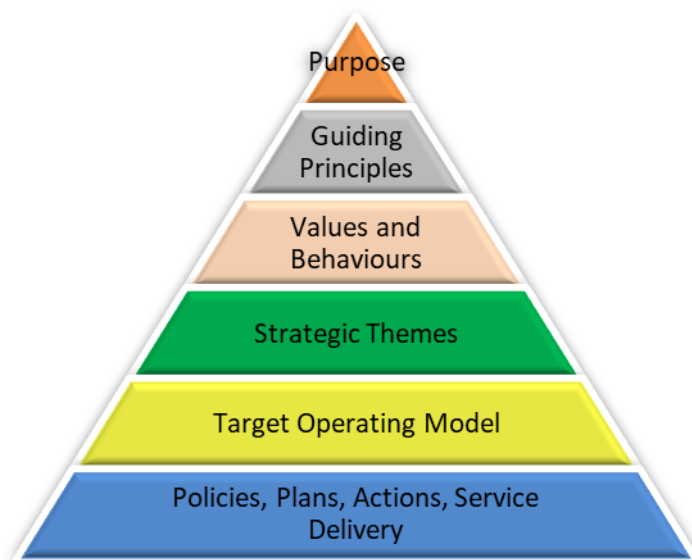 Purpose
Guiding
Principles
Values and
Behaviours
Strategic Themes
Target Operating Model
Policies, Plans, Actions, Service
Delivery